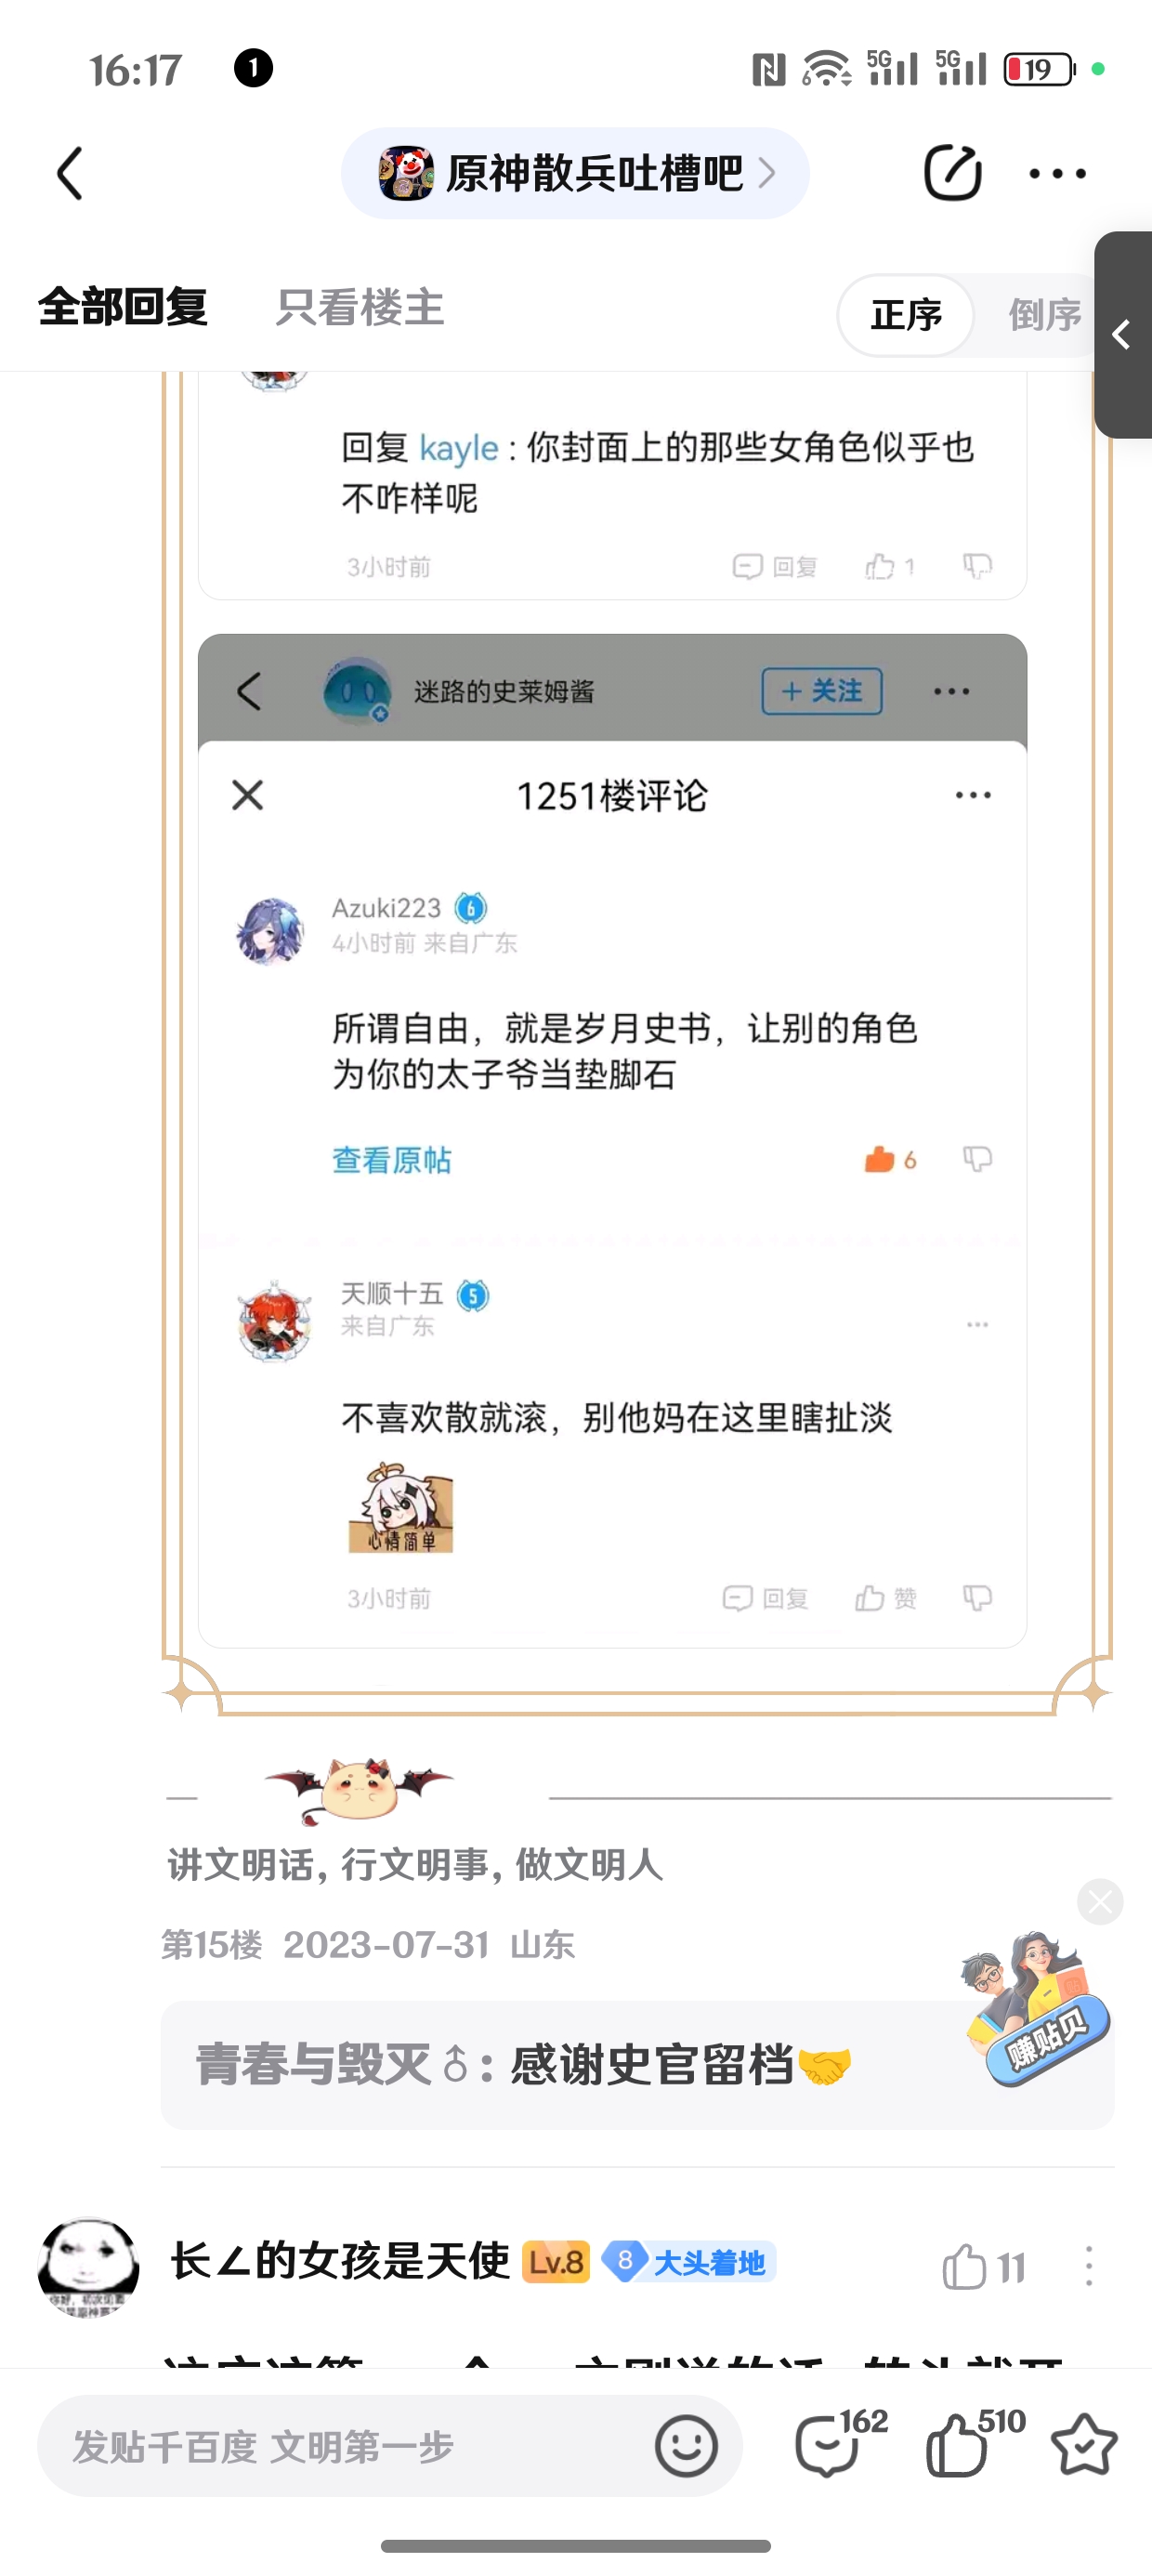 16:17
1
6
5G
5G
19
原神散兵吐槽吧
全部回复
只看楼主
正序
倒序
回复 kayle : 你封面上的那些女角色似乎也
不咋样呢
3小时前
回复
1
迷路的史莱姆酱
+ 关注
1251楼评论
Azuki223
6
4小时前 来自广东
所谓自由，就是岁月史书，让别的角色
为你的太子爷当垫脚石
查看原帖
6
天顺十五
5
来自广东
不喜欢散就滚，别他妈在这里瞎扯淡
心情简单
3小时前
回复
赞
讲文明话, 行文明事, 做文明人
第15楼 2023-07-31 山东
赚贴贝
青春与毁灭♂: 感谢史官留档🤝
长∠的女孩是天使
Lv.8
8
大头着地
11
发贴千百度 文明第一步
162
510